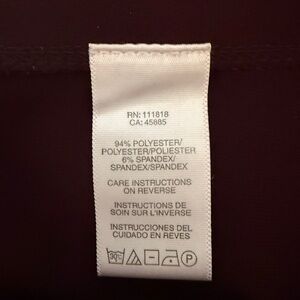 RN: 111818
CA: 45885
94% POLYESTER/
POLYESTER/POLIESTER
6% SPANDEX/
SPANDEX/SPANDEX
CARE INSTRUCTIONS
ON REVERSE
INSTRUCTIONS DE
SOIN SUR L'INVERSE
INSTRUCCIONES DEL
CUIDADO EN REVES
30°C P